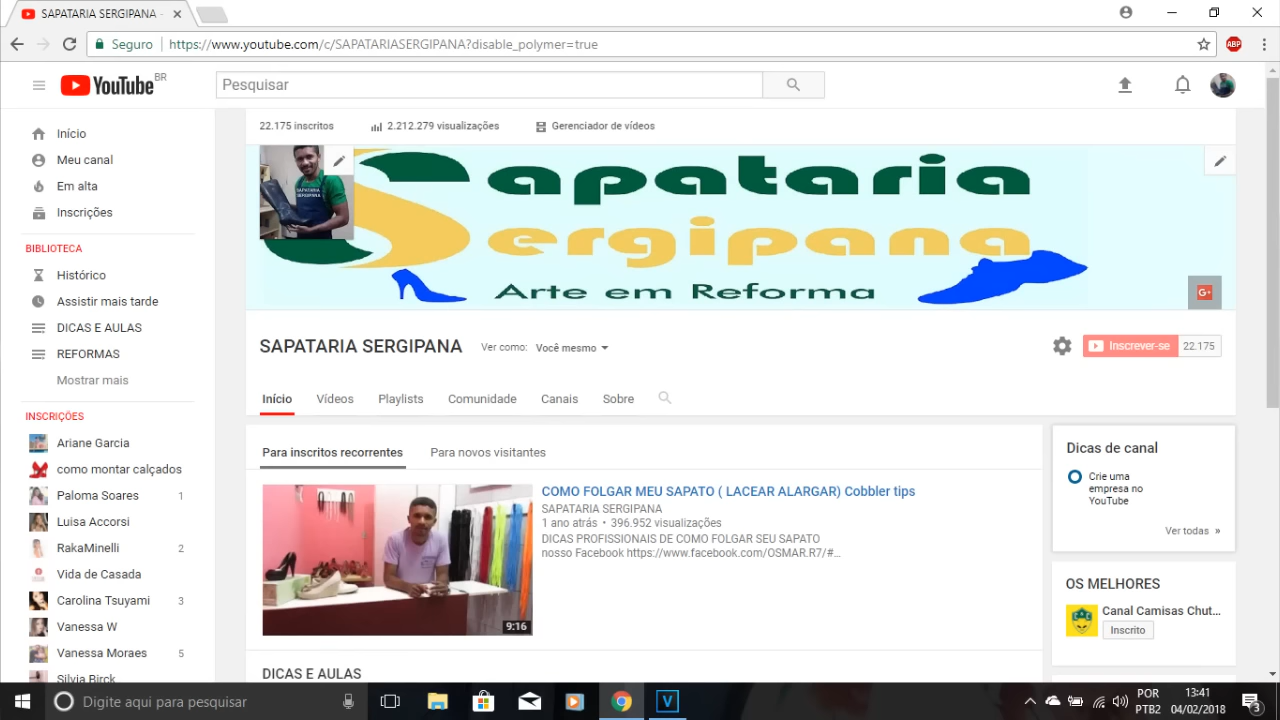 SAPATARIA SERGIPANA -
Seguro
https://www.youtube.com/c/SAPATARIASERGIPANA?disable_polymer=true
ABP
YouTube BR
Pesquisar
Início
Meu canal
Em alta
Inscrições
BIBLIOTECA
Histórico
Assistir mais tarde
DICAS E AULAS
REFORMAS
Mostrar mais
INSCRIÇÕES
Ariane Garcia
como montar calçados
Paloma Soares 1
Luisa Accorsi
RakaMinelli 2
Vida de Casada
Carolina Tsuyami 3
Vanessa W
Vanessa Moraes 5
Silvia Birck
22.175 inscritos
2.212.279 visualizações
Gerenciador de vídeos
SAPATARIA
SERGIPANA
Sapataria
Sergipana
Arte em Reforma
G+
SAPATARIA SERGIPANA
Ver como: Você mesmo
Inscrever-se 22.175
Início Vídeos Playlists Comunidade Canais Sobre
Para inscritos recorrentes Para novos visitantes
COMO FOLGAR MEU SAPATO ( LACEAR ALARGAR) Cobbler tips
SAPATARIA SERGIPANA
1 ano atrás • 396.952 visualizações
DICAS PROFISSIONAIS DE COMO FOLGAR SEU SAPATO
nosso Facebook https://www.facebook.com/OSMAR.R7/#...
9:16
DICAS E AULAS
Dicas de canal
Crie uma
empresa no
YouTube
Ver todas »
OS MELHORES
Canal Camisas Chut...
Inscrito
Digite aqui para pesquisar
V
POR
PTB2
13:41
04/02/2018
3